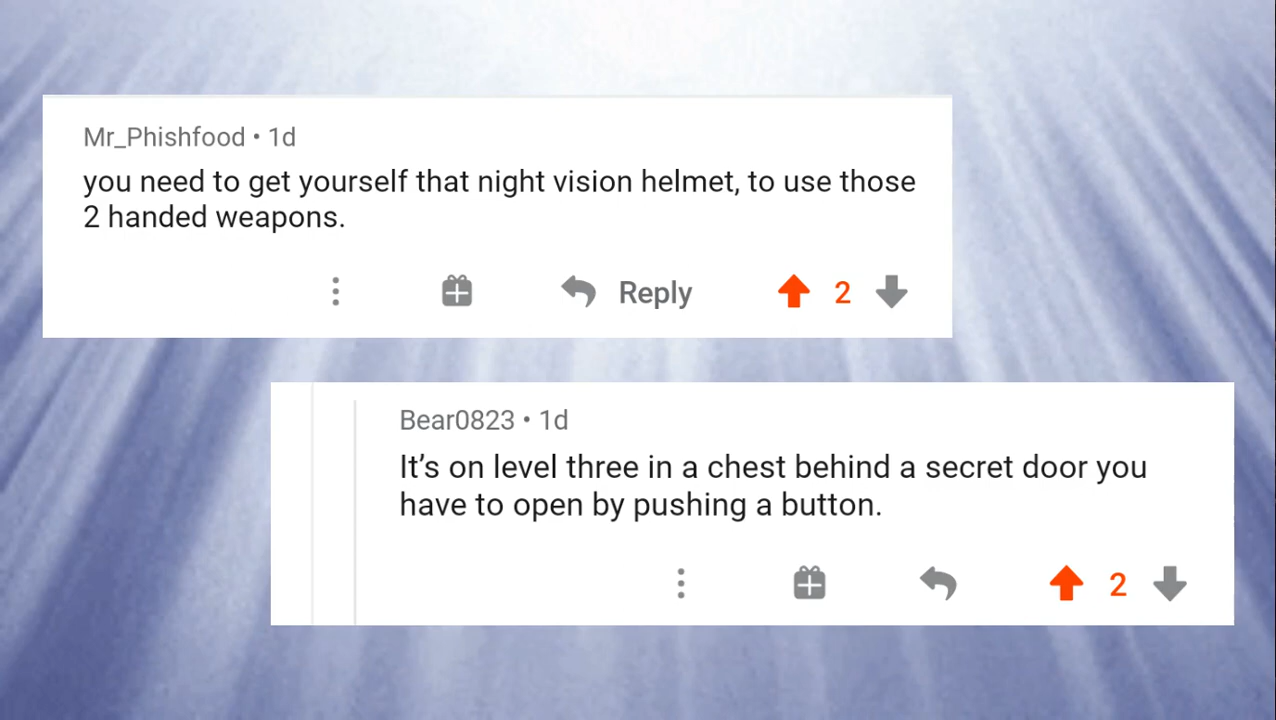 Mr_Phishfood • 1d
you need to get yourself that night vision helmet, to use those
2 handed weapons.
Reply 2
Bear0823 • 1d
It’s on level three in a chest behind a secret door you
have to open by pushing a button.
2